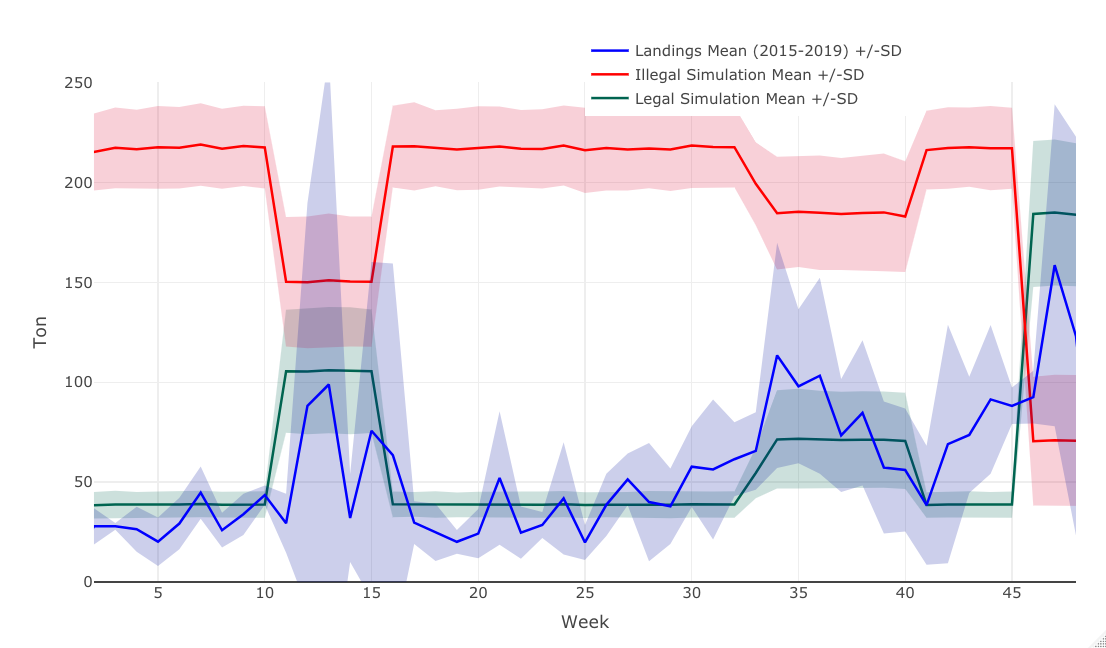 Landings Mean (2015-2019) +/-SD
Illegal Simulation Mean +/-SD
Legal Simulation Mean +/-SD
250
200
150
100
50
0
Ton
5 10 15 20 25 30 35 40 45
Week